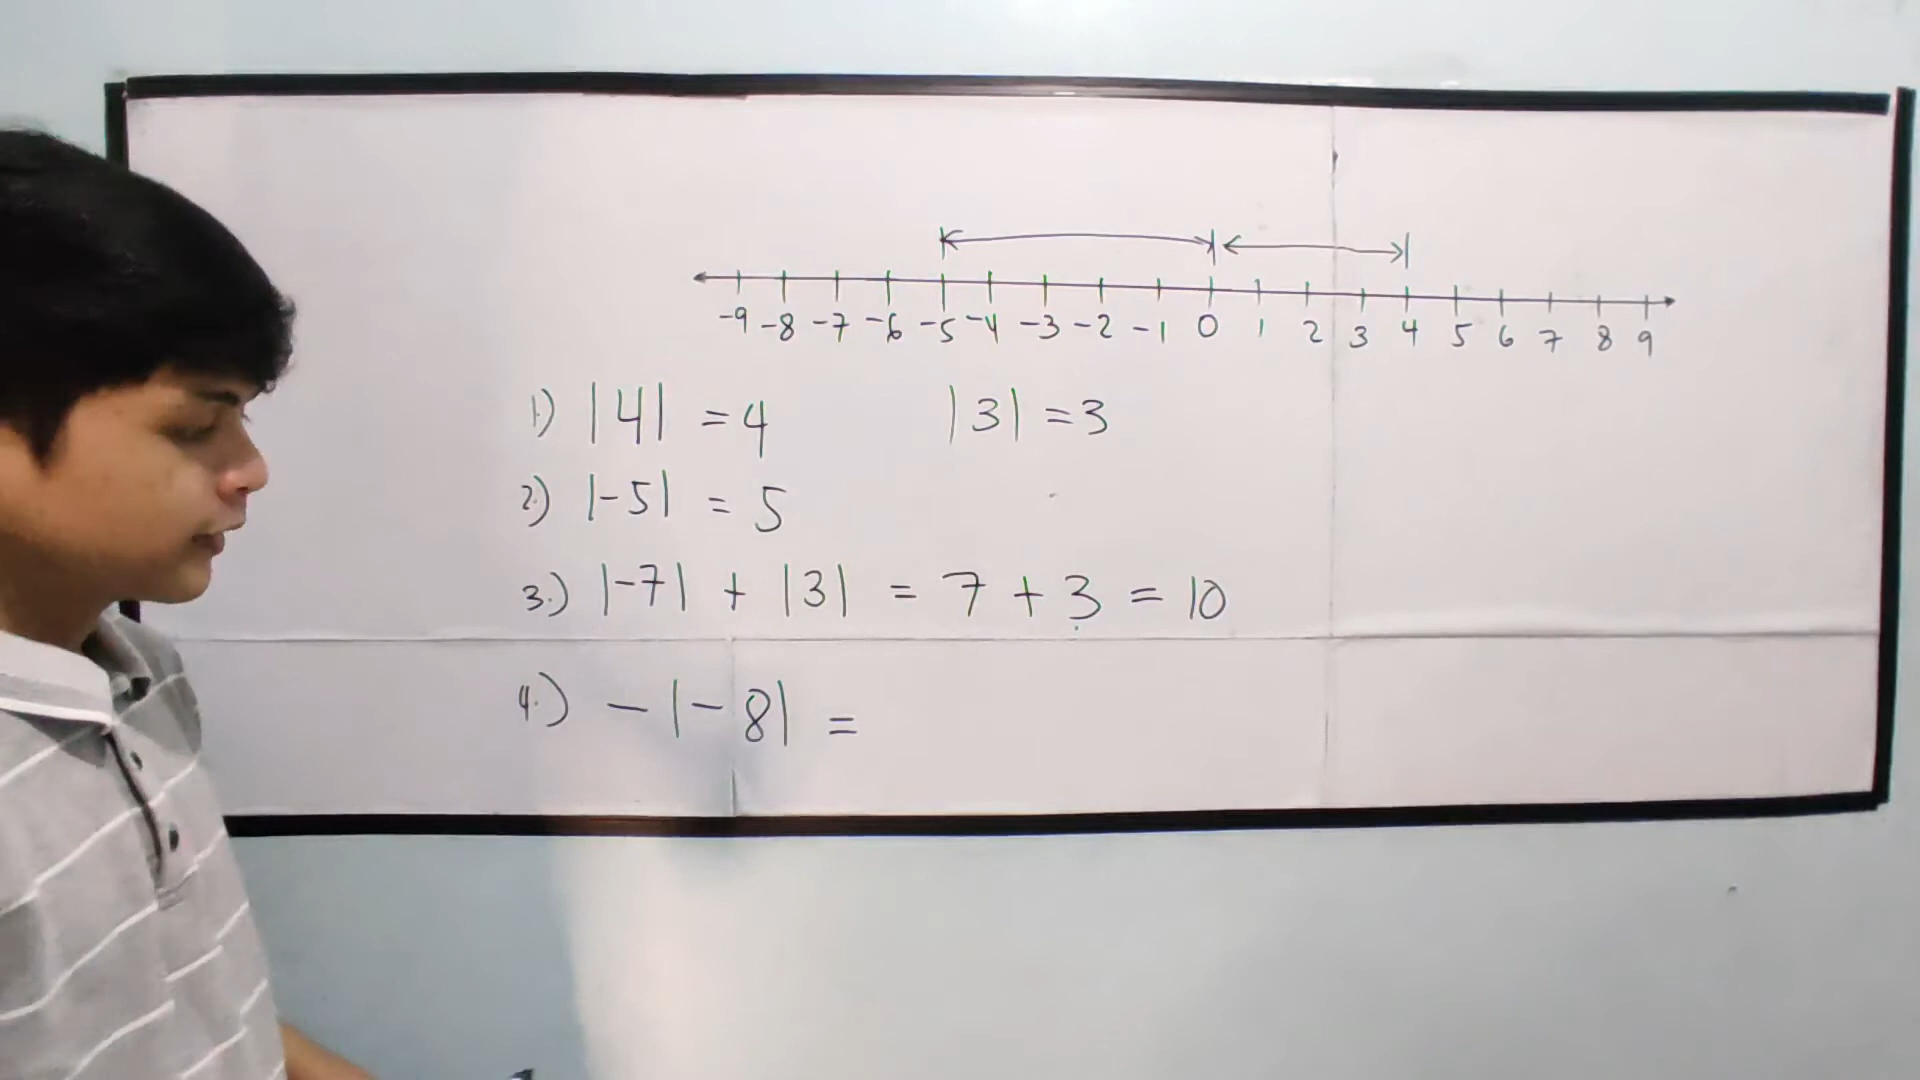 -9 -8 -7 -6 -5 -4 -3 -2 -1 0 1 2 3 4 5 6 7 8 9
1.) |4| = 4 |3| = 3
2.) |-5| = 5
3.) |-7| + |3| = 7 + 3 = 10
4.) - |-8| =